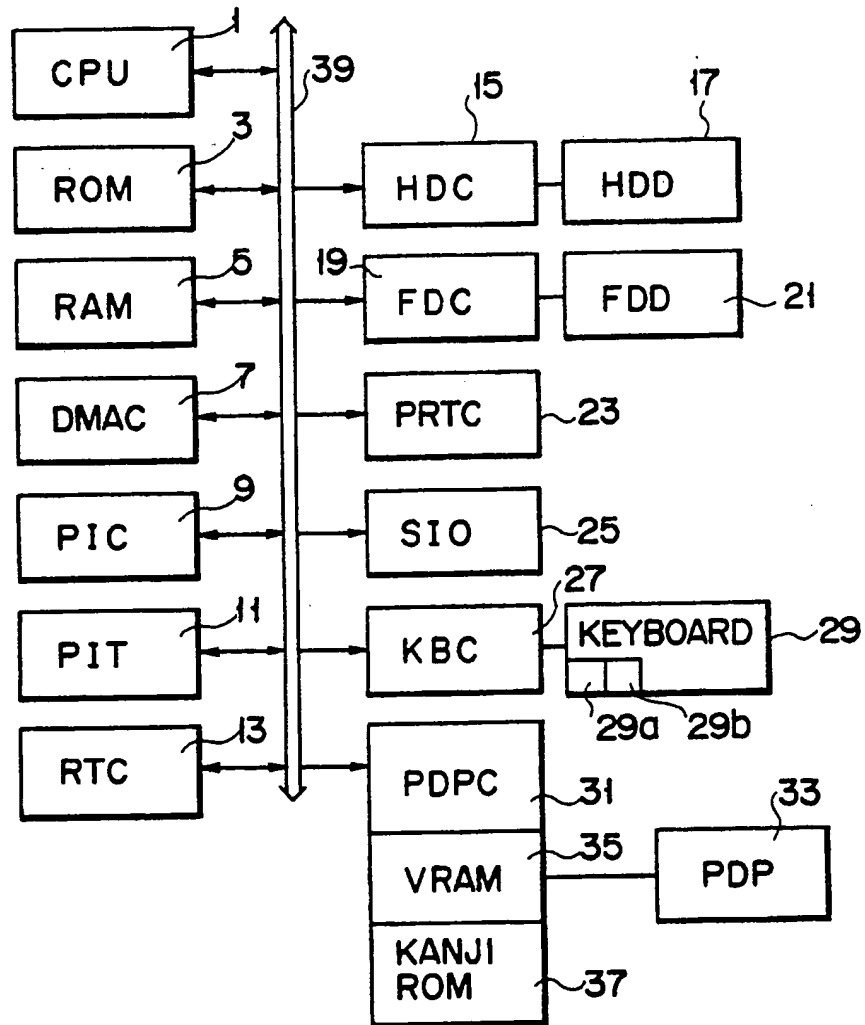 1
CPU
39
15
17
3
ROM
HDC
HDD
5
19
RAM
FDC
FDD
21
7
DMAC
PRTC
23
9
PIC
SIO
25
27
11
PIT
KBC
KEYBOARD
29
29a
29b
13
RTC
PDPC
31
33
35
VRAM
PDP
KANJI
ROM
37